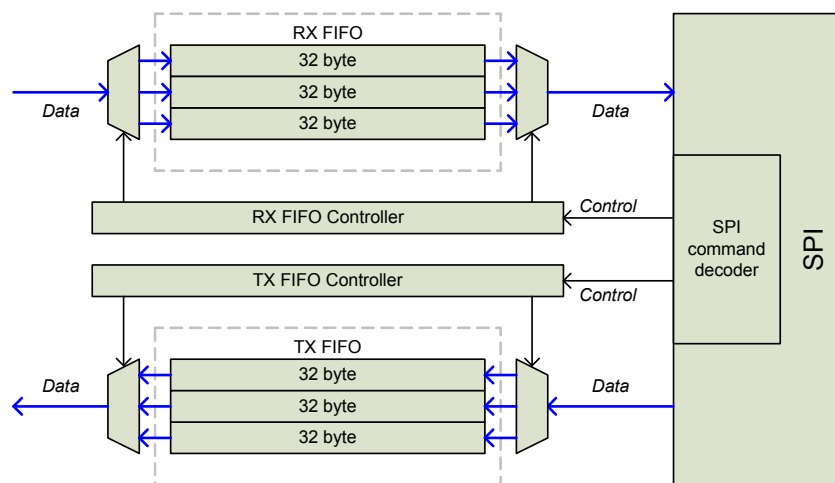 RX FIFO
32 byte
32 byte
32 byte
Data
Data
RX FIFO Controller
Control
SPI
command
decoder
SPI
TX FIFO Controller
Control
TX FIFO
32 byte
32 byte
32 byte
Data
Data